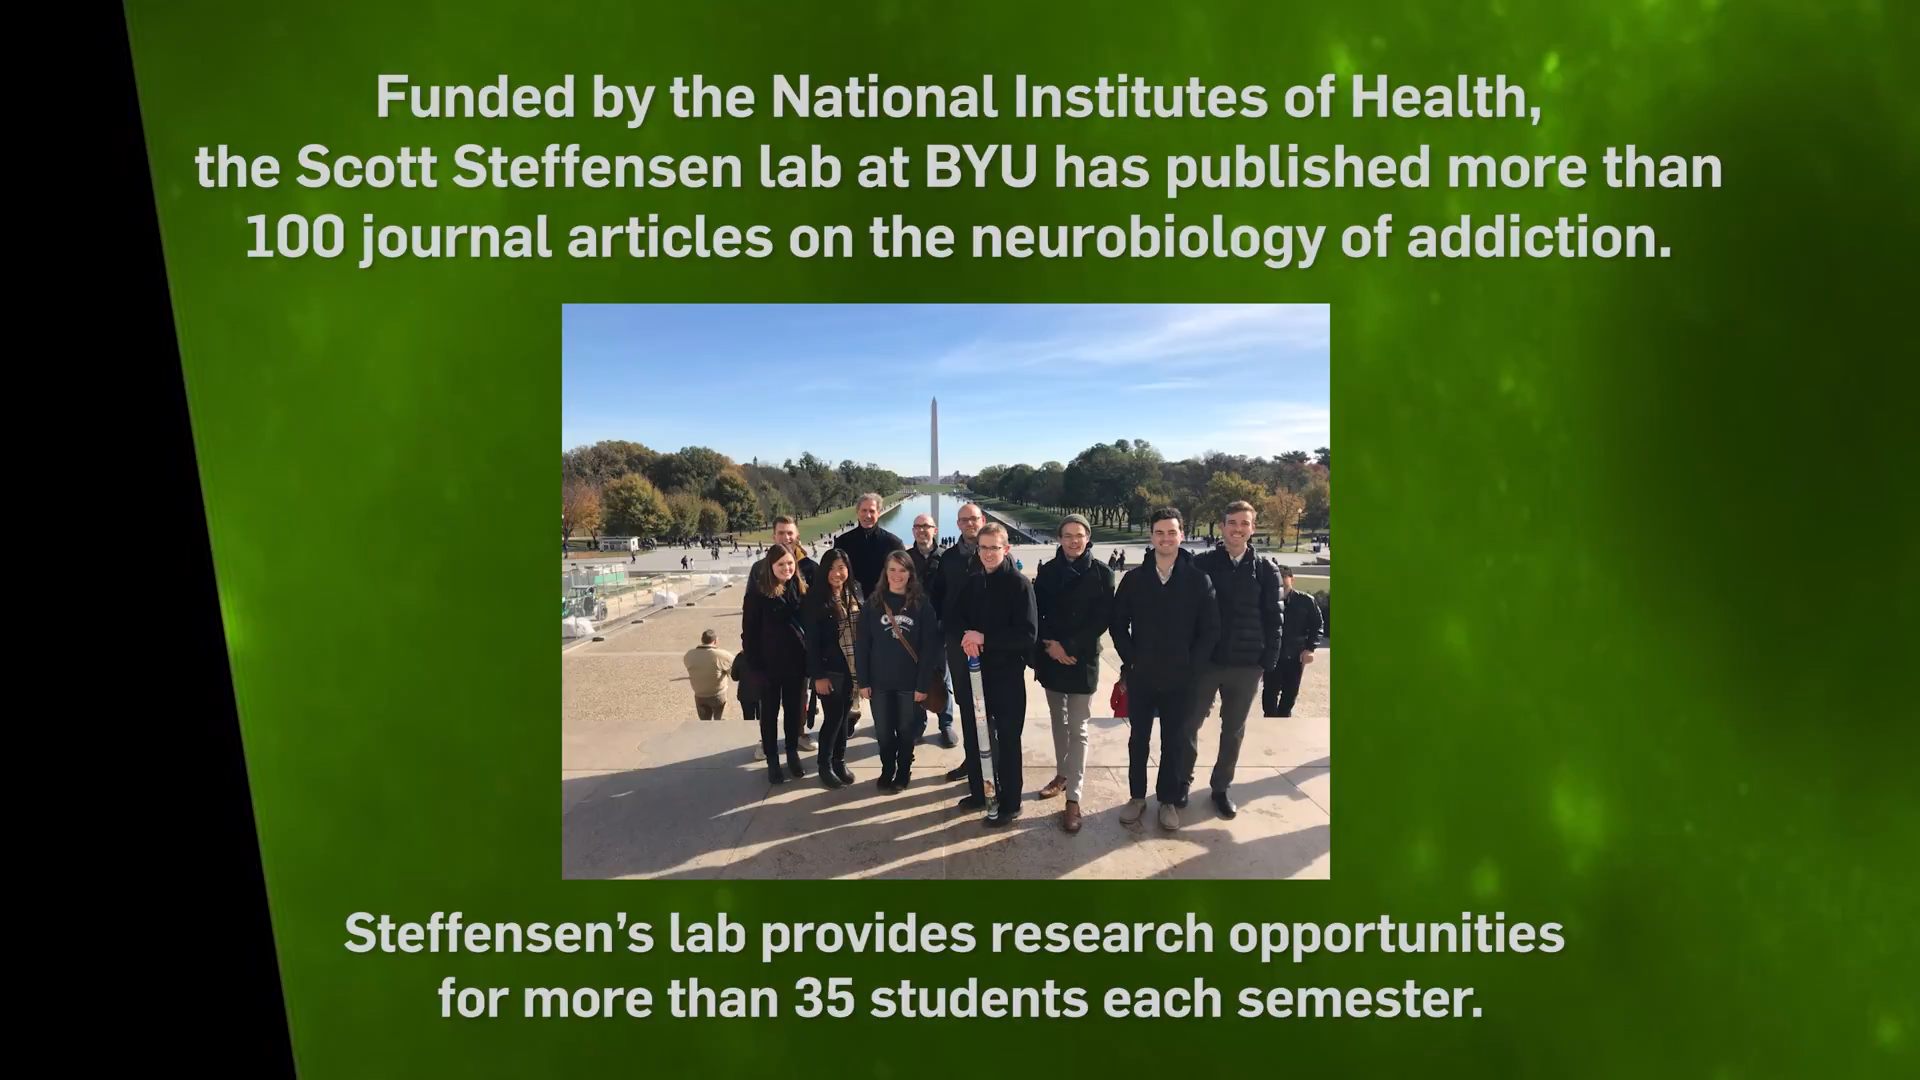 Funded by the National Institutes of Health,
the Scott Steffensen lab at BYU has published more than
100 journal articles on the neurobiology of addiction.
Steffensen's lab provides research opportunities
for more than 35 students each semester.